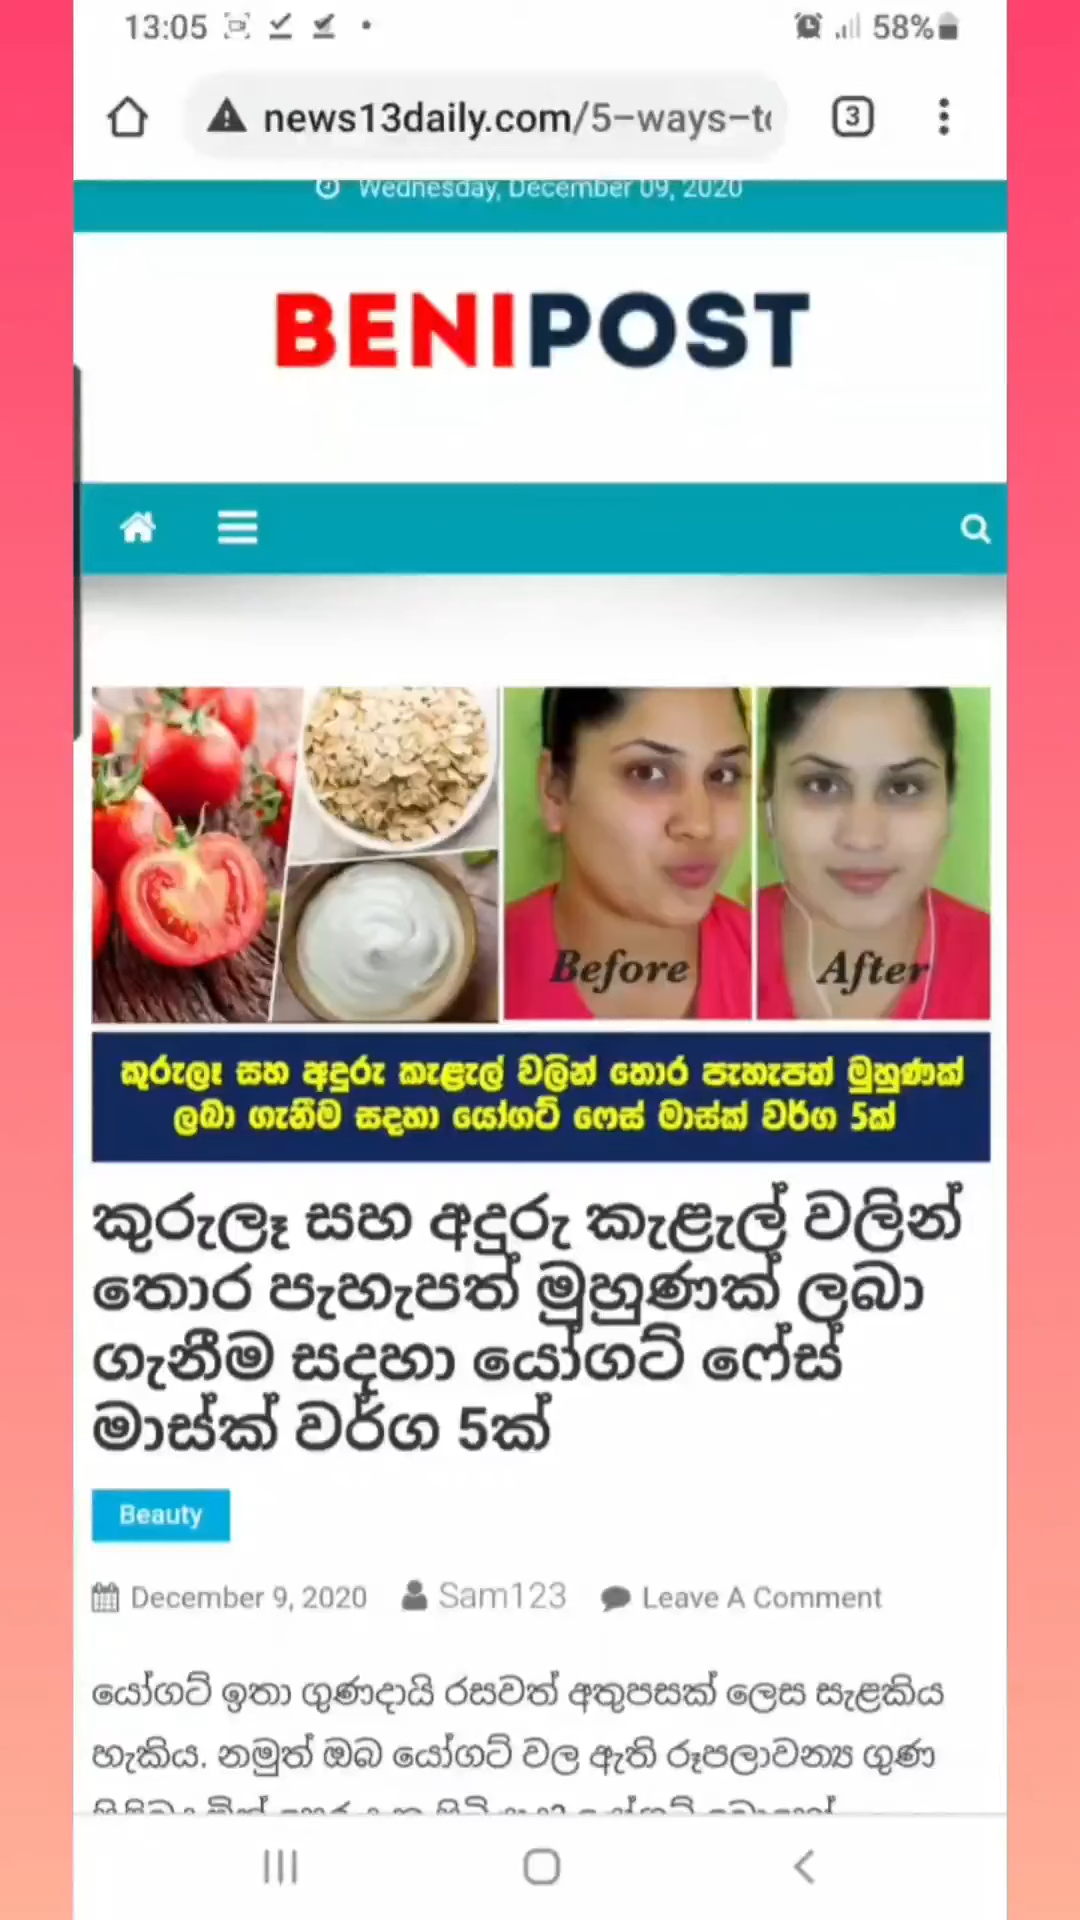 13:05
58%
news13daily.com/5-ways-to
3
Wednesday, December 09, 2020
BENIPOST
Before
After
කුරුලෑ සහ අඳුරු කැළැල් වලින් තොර පැහැපත් මුහුණක්
ලබා ගැනීම සඳහා යෝගට් ෆේස් මාස්ක් වර්ග 5ක්
කුරුලෑ සහ අඳුරු කැළැල් වලින්
තොර පැහැපත් මුහුණක් ලබා
ගැනීම සඳහා යෝගට් ෆේස්
මාස්ක් වර්ග 5ක්
Beauty
December 9, 2020 Sam123 Leave A Comment
යෝගට් ඉතා ගුණදායි රසවත් අතුපසක් ලෙස සැළකිය
හැකිය. නමුත් ඔබ යෝගට් වල ඇති රූපලාවන්‍ය ගුණ